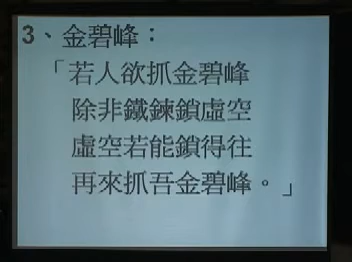 3、金碧峰：
「若人欲抓金碧峰
除非鐵鍊鎖虛空
虛空若能鎖得往
再來抓吾金碧峰。」